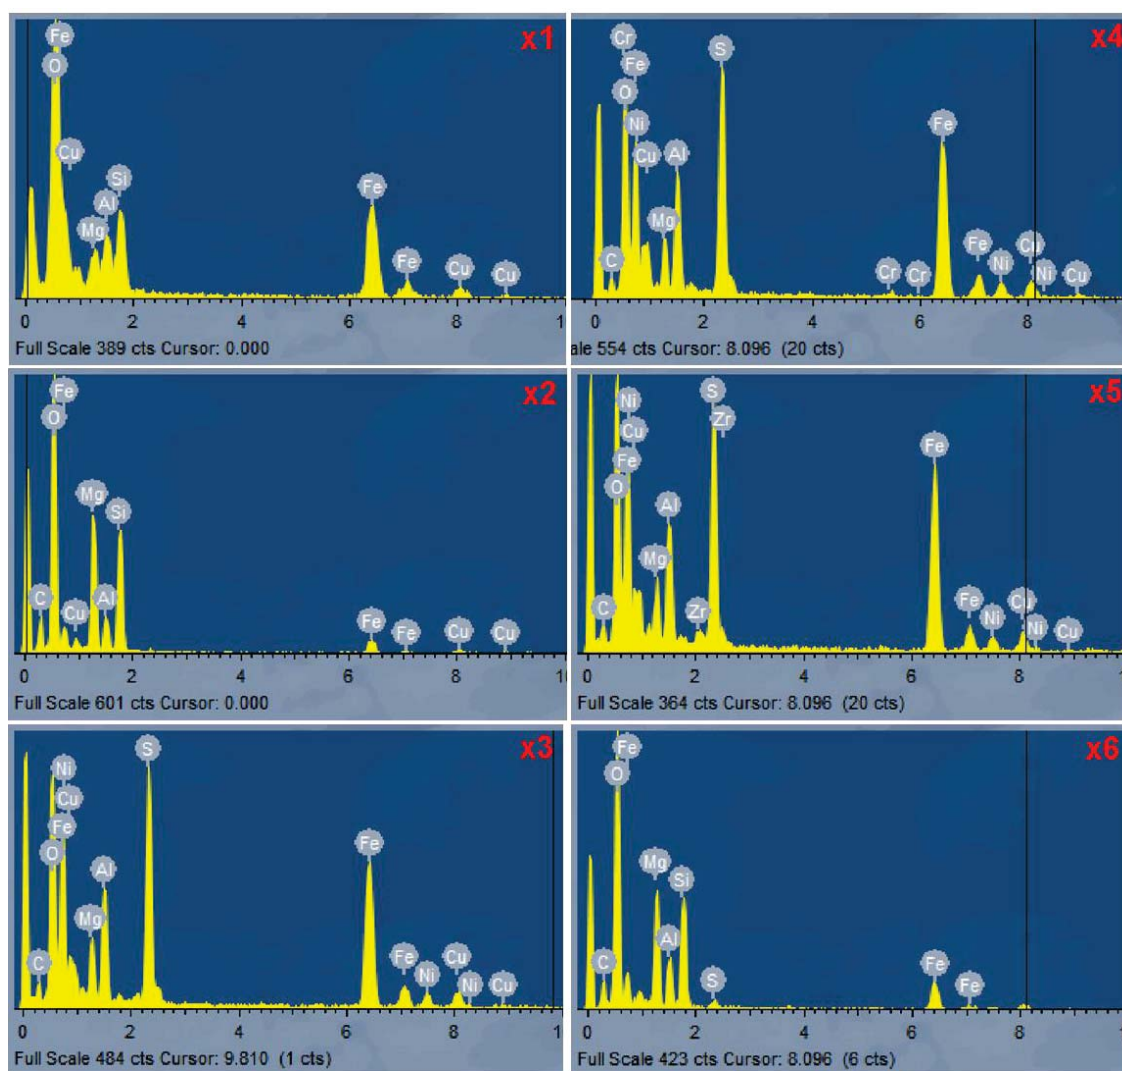 x1
Fe
O
Cu
Si
Al
Mg
Fe
Fe
Cu
Cu
0 2 4 6 8 10
Full Scale 389 cts Cursor: 0.000
x4
Cr
S
Fe
O
Ni
Cu
Al
Mg
C
Fe
Cr
Cr
Fe
Ni
Cu
Ni
Cu
0 2 4 6 8
ale 554 cts Cursor: 8.096 (20 cts)
x2
Fe
O
Mg
Si
C
Cu
Al
Fe
Fe
Cu
Cu
0 2 4 6 8 10
Full Scale 601 cts Cursor: 0.000
x5
Ni
S
Zr
Cu
Fe
O
Al
Mg
C
Zr
Fe
Fe
Ni
Cu
Ni
Cu
0 2 4 6 8 1
Full Scale 364 cts Cursor: 8.096 (20 cts)
x3
Ni
S
Cu
Fe
O
Al
Mg
C
Fe
Fe
Ni
Cu
Ni
Cu
0 2 4 6 8 1
Full Scale 484 cts Cursor: 9.810 (1 cts)
x6
Fe
O
Mg
Si
Al
C
S
Fe
Fe
0 2 4 6 8 1
Full Scale 423 cts Cursor: 8.096 (6 cts)